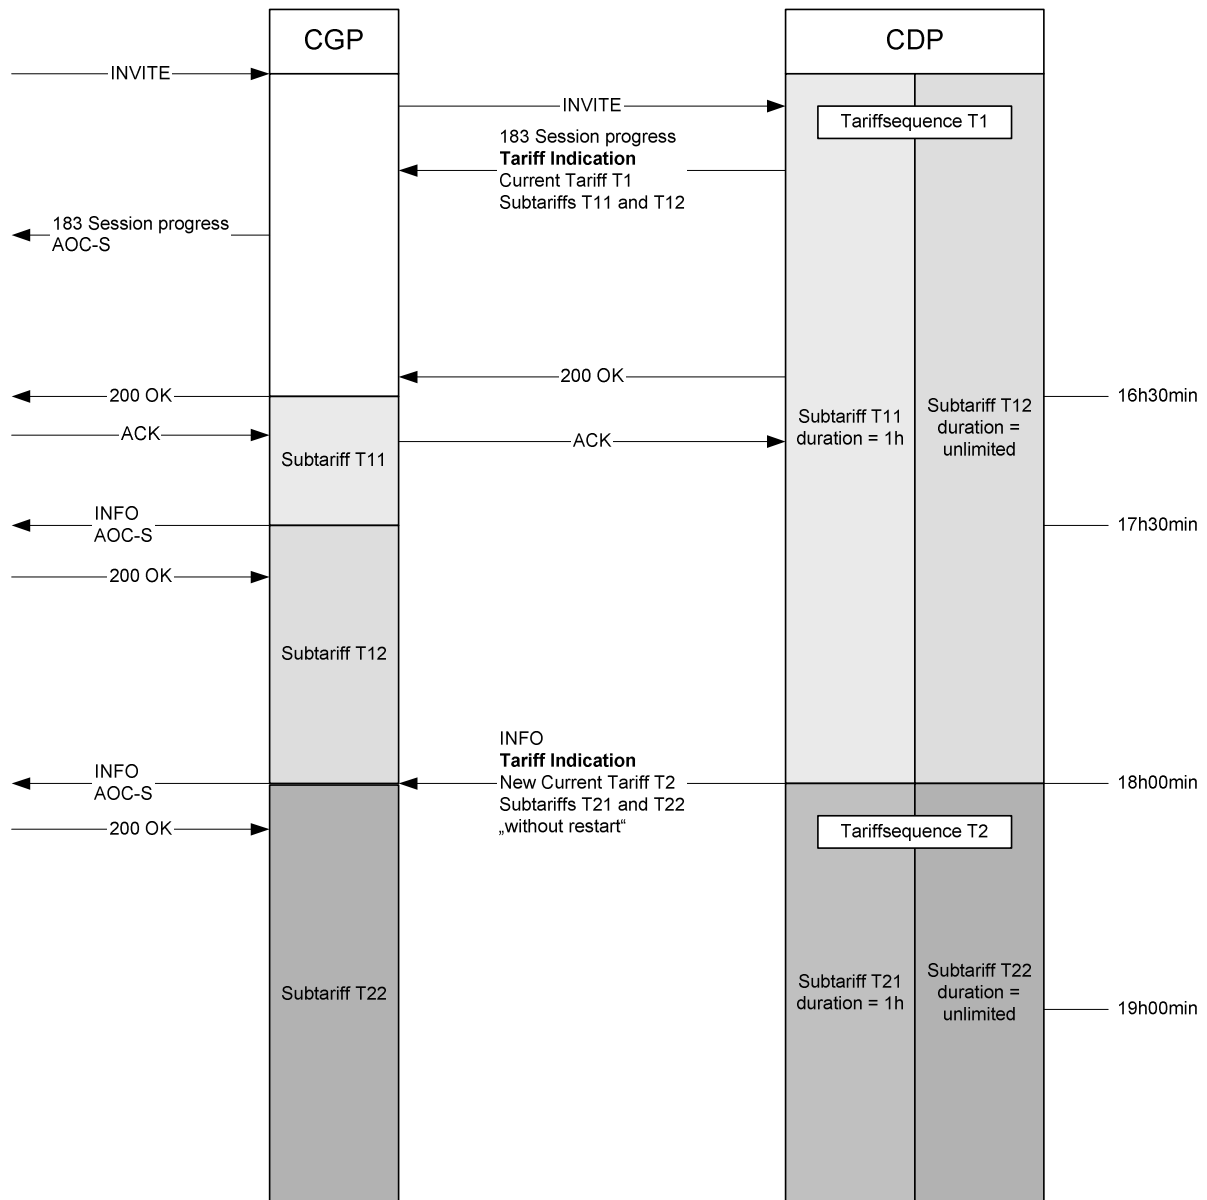 CGP
CDP
INVITE
INVITE
Tariffsequence T1
183 Session progress
Tariff Indication
Current Tariff T1
Subtariffs T11 and T12
183 Session progress
AOC-S
200 OK
200 OK
16h30min
Subtariff T11
duration = 1h
Subtariff T12
duration =
unlimited
ACK
ACK
Subtariff T11
INFO
AOC-S
17h30min
200 OK
Subtariff T12
INFO
Tariff Indication
New Current Tariff T2
Subtariffs T21 and T22
„without restart“
INFO
AOC-S
18h00min
200 OK
Tariffsequence T2
Subtariff T22
Subtariff T21
duration = 1h
Subtariff T22
duration =
unlimited
19h00min